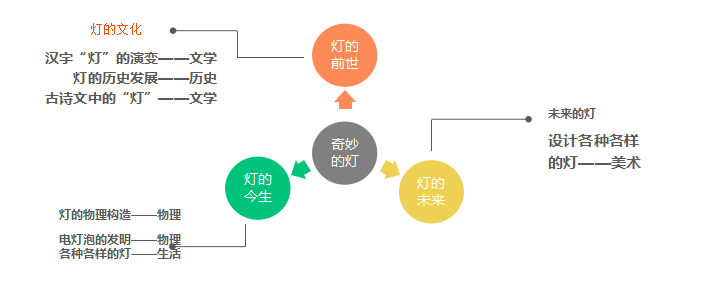 灯的文化
汉字“灯”的演变——文学
灯的历史发展——历史
古诗文中的“灯”——文学
灯的
前世
奇妙
的灯
灯的
今生
灯的
未来
未来的灯
设计各种各样
的灯——美术
灯的物理构造——物理
电灯泡的发明——物理
各种各样的灯——生活